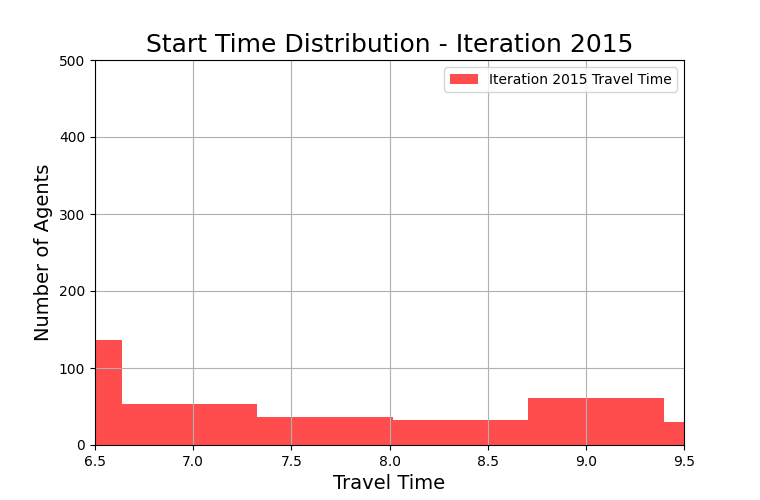 Start Time Distribution - Iteration 2015
Iteration 2015 Travel Time
Number of Agents
500
400
300
200
100
0
6.5 7.0 7.5 8.0 8.5 9.0 9.5
Travel Time